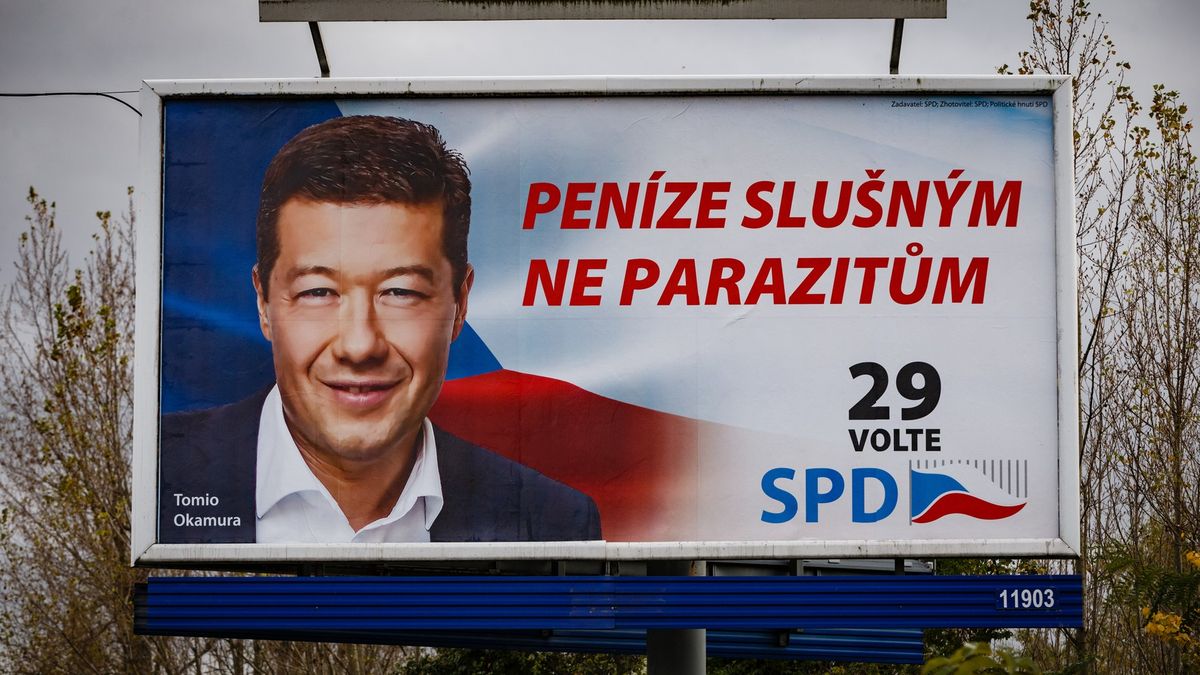 Zadavatel: SPD; Zhotovitel: SPD; Politické hnutí SPD
PENÍZE SLUŠNÝM
NE PARAZITŮM
29
VOLTE
SPD
Tomio
Okamura
11903